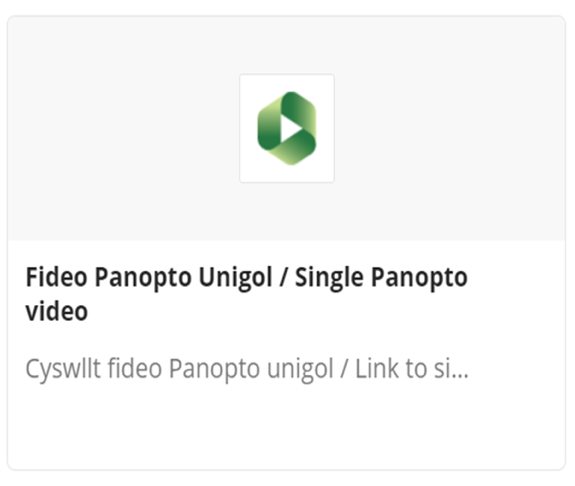 Fideo Panopto Unigol / Single Panopto
video
Cyswllt fideo Panopto unigol / Link to si...